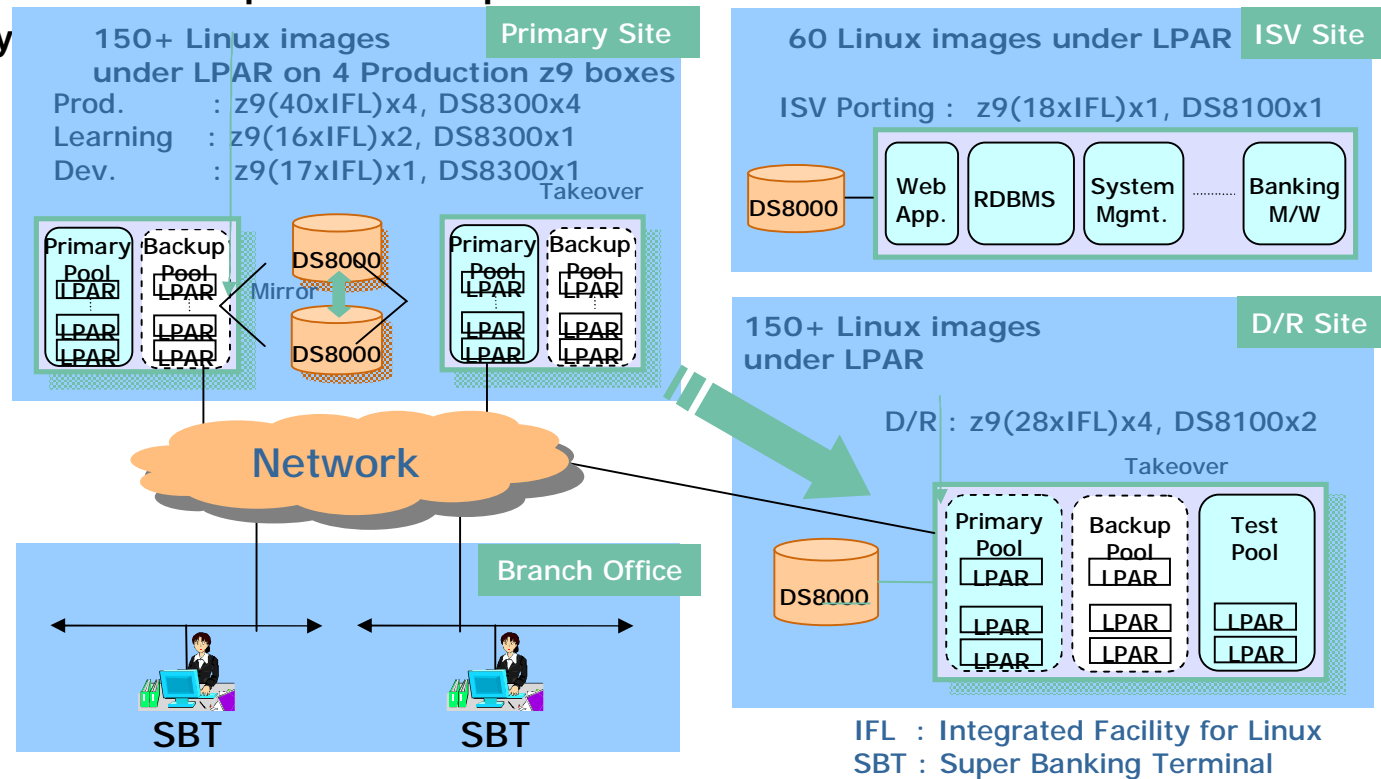 y
Primary Site
150+ Linux images
under LPAR on 4 Production z9 boxes
Prod. : z9(40xIFL)x4, DS8300x4
Learning : z9(16xIFL)x2, DS8300x1
Dev. : z9(17xIFL)x1, DS8300x1
Takeover
Primary
Pool
LPAR
LPAR
LPAR
Backup
Pool
LPAR
LPAR
LPAR
DS8000
Mirror
DS8000
Primary
Pool
LPAR
LPAR
LPAR
Backup
Pool
LPAR
LPAR
LPAR
ISV Site
60 Linux images under LPAR
ISV Porting : z9(18xIFL)x1, DS8100x1
DS8000
Web
App.
RDBMS
System
Mgmt.
Banking
M/W
D/R Site
150+ Linux images
under LPAR
D/R : z9(28xIFL)x4, DS8100x2
Takeover
DS8000
Primary
Pool
LPAR
LPAR
LPAR
Backup
Pool
LPAR
LPAR
LPAR
Test
Pool
LPAR
LPAR
Network
Branch Office
SBT
SBT
IFL : Integrated Facility for Linux
SBT : Super Banking Terminal